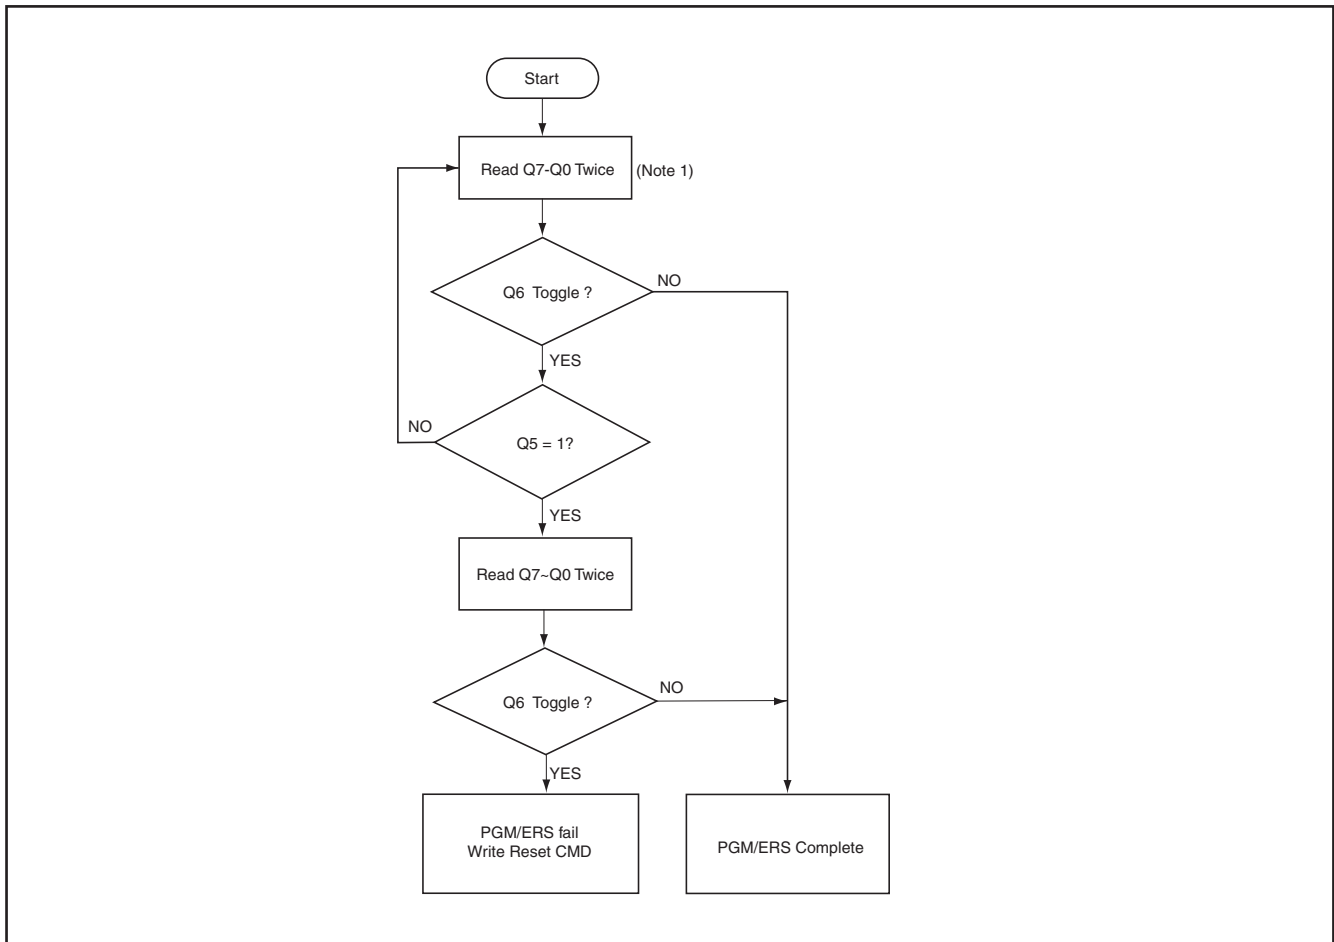 Start
Read Q7-Q0 Twice
(Note 1)
Q6 Toggle ?
NO
YES
NO
Q5 = 1?
YES
Read Q7~Q0 Twice
Q6 Toggle ?
NO
YES
PGM/ERS fail
Write Reset CMD
PGM/ERS Complete